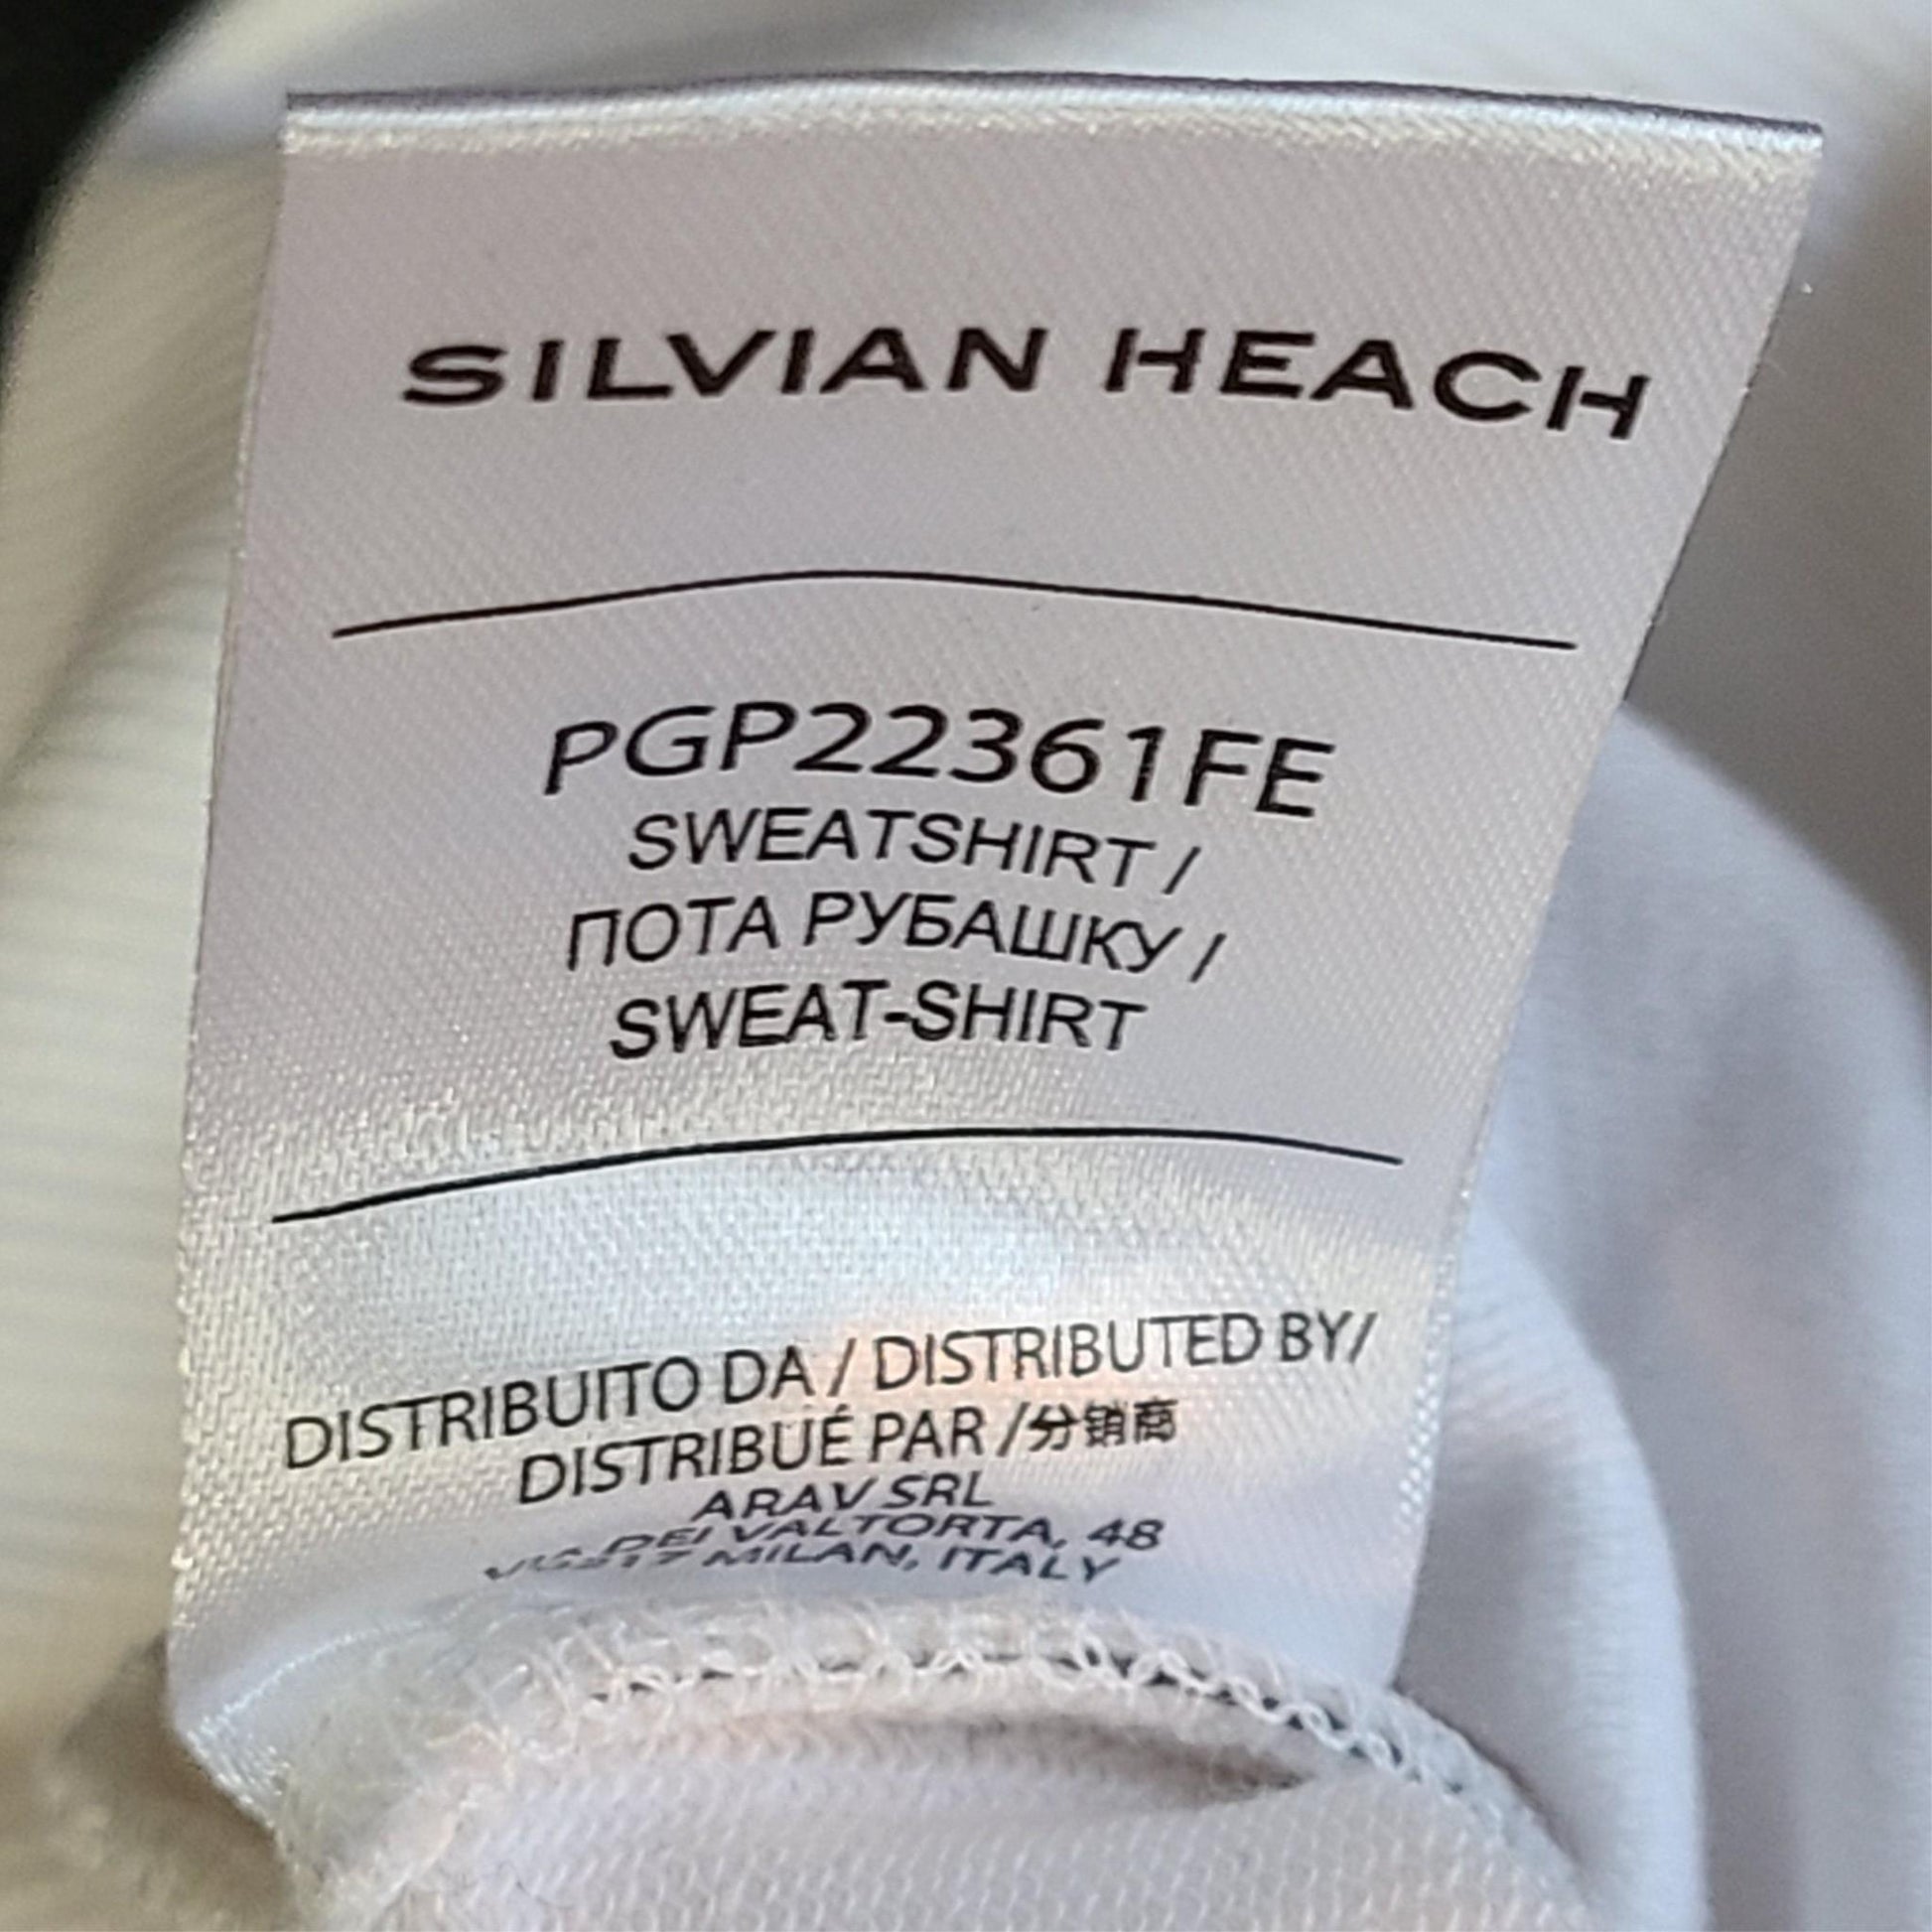 SILVIAN HEACH
PGP22361FE
SWEATSHIRT /
ПОТА РУБАШКУ /
SWEAT-SHIRT
DISTRIBUITO DA / DISTRIBUTED BY/
DISTRIBUÉ PAR /分销商
ARAV SRL
DEI VALTORTA, 48
MILAN, ITALY